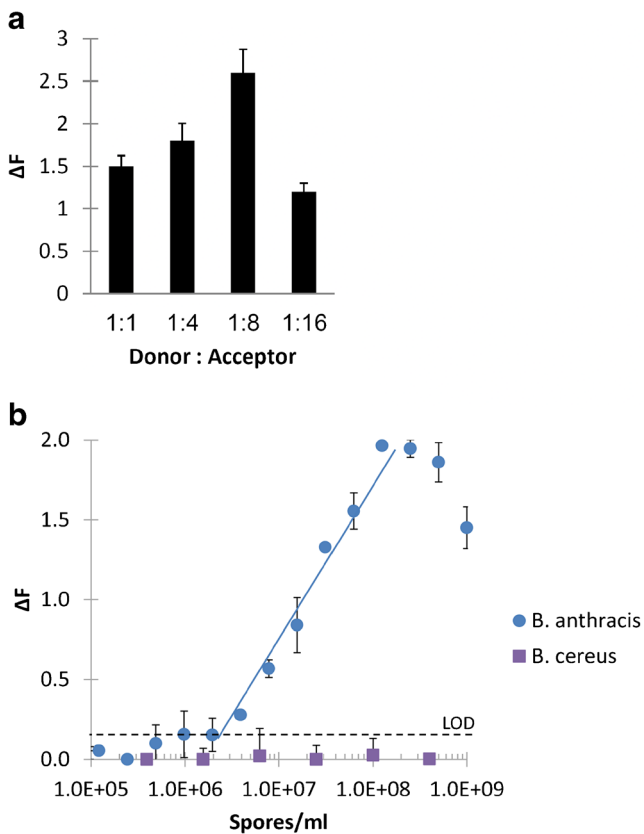 a
3
2.5
2
1.5
1
0.5
0
ΔF
1:1 1:4 1:8 1:16
Donor : Acceptor
b
2.0
1.5
1.0
0.5
0.0
ΔF
LOD
B. anthracis
B. cereus
1.0E+05 1.0E+06 1.0E+07 1.0E+08 1.0E+09
Spores/ml